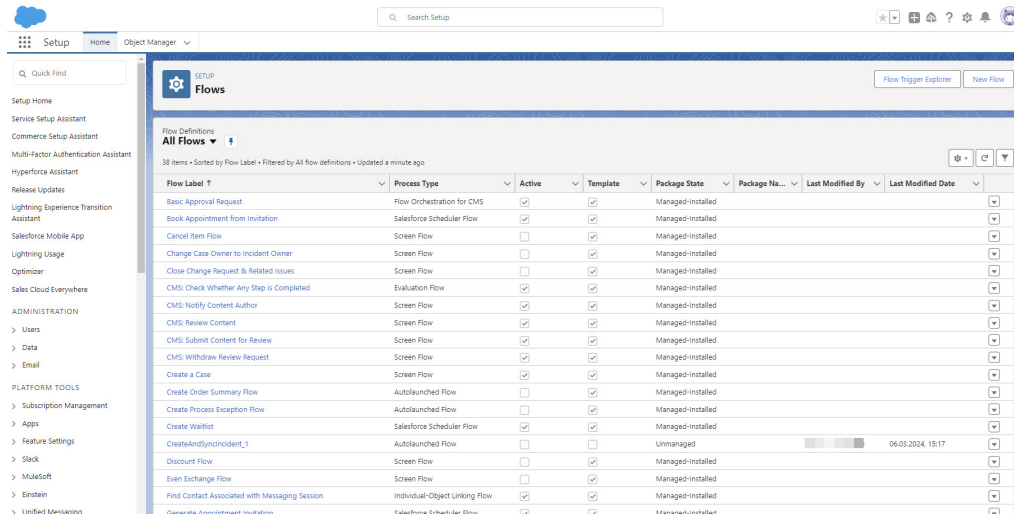 Search Setup
Setup Home Object Manager
Quick Find
Setup Home
Service Setup Assistant
Commerce Setup Assistant
Multi-Factor Authentication Assistant
Hyperforce Assistant
Release Updates
Lightning Experience Transition
Assistant
Salesforce Mobile App
Lightning Usage
Optimizer
Sales Cloud Everywhere
ADMINISTRATION
Users
Data
Email
PLATFORM TOOLS
Subscription Management
Apps
Feature Settings
Slack
MuleSoft
Einstein
Unified Messaging
SETUP
Flows
Flow Trigger Explorer New Flow
Flow Definitions
All Flows
38 items • Sorted by Flow Label • Filtered by All flow definitions • Updated a minute ago
Flow Label ↑ Process Type Active Template Package State Package Na... Last Modified By Last Modified Date
Basic Approval Request Flow Orchestration for CMS Managed-Installed
Book Appointment from Invitation Salesforce Scheduler Flow Managed-Installed
Cancel Item Flow Screen Flow Managed-Installed
Change Case Owner to Incident Owner Screen Flow Managed-Installed
Close Change Request & Related Issues Screen Flow Managed-Installed
CMS: Check Whether Any Step is Completed Evaluation Flow Managed-Installed
CMS: Notify Content Author Screen Flow Managed-Installed
CMS: Review Content Screen Flow Managed-Installed
CMS: Submit Content for Review Screen Flow Managed-Installed
CMS: Withdraw Review Request Screen Flow Managed-Installed
Create a Case Screen Flow Managed-Installed
Create Order Summary Flow Autolaunched Flow Managed-Installed
Create Process Exception Flow Autolaunched Flow Managed-Installed
Create Waitlist Salesforce Scheduler Flow Managed-Installed
CreateAndSyncIncident_1 Autolaunched Flow Unmanaged 06.03.2024, 15:17
Discount Flow Screen Flow Managed-Installed
Even Exchange Flow Screen Flow Managed-Installed
Find Contact Associated with Messaging Session Individual-Object Linking Flow Managed-Installed
Generate Appointment Invitation Salesforce Scheduler Flow Managed-Installed